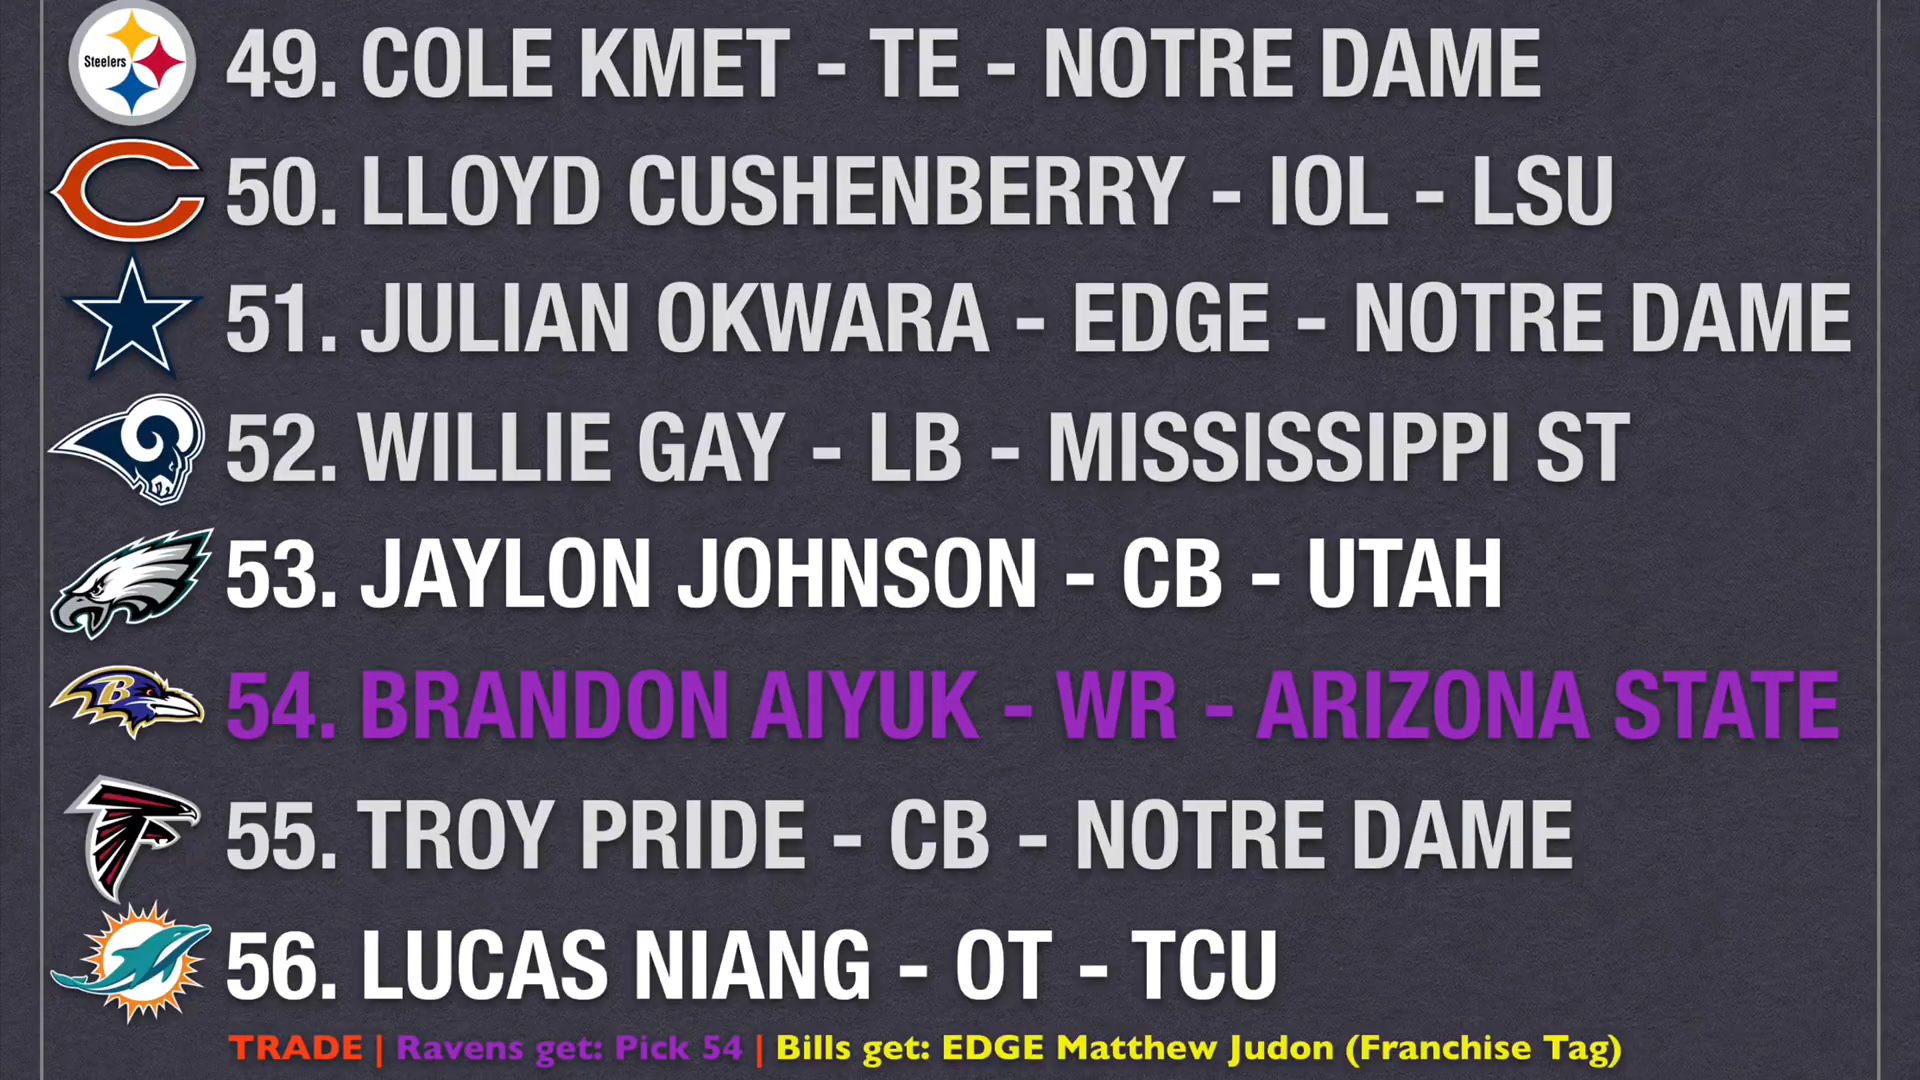 Steelers
49. COLE KMET - TE - NOTRE DAME
50. LLOYD CUSHENBERRY - IOL - LSU
51. JULIAN OKWARA - EDGE - NOTRE DAME
52. WILLIE GAY - LB - MISSISSIPPI ST
53. JAYLON JOHNSON - CB - UTAH
B
54. BRANDON AIYUK - WR - ARIZONA STATE
55. TROY PRIDE - CB - NOTRE DAME
56. LUCAS NIANG - OT - TCU
TRADE | Ravens get: Pick 54 | Bills get: EDGE Matthew Judon (Franchise Tag)